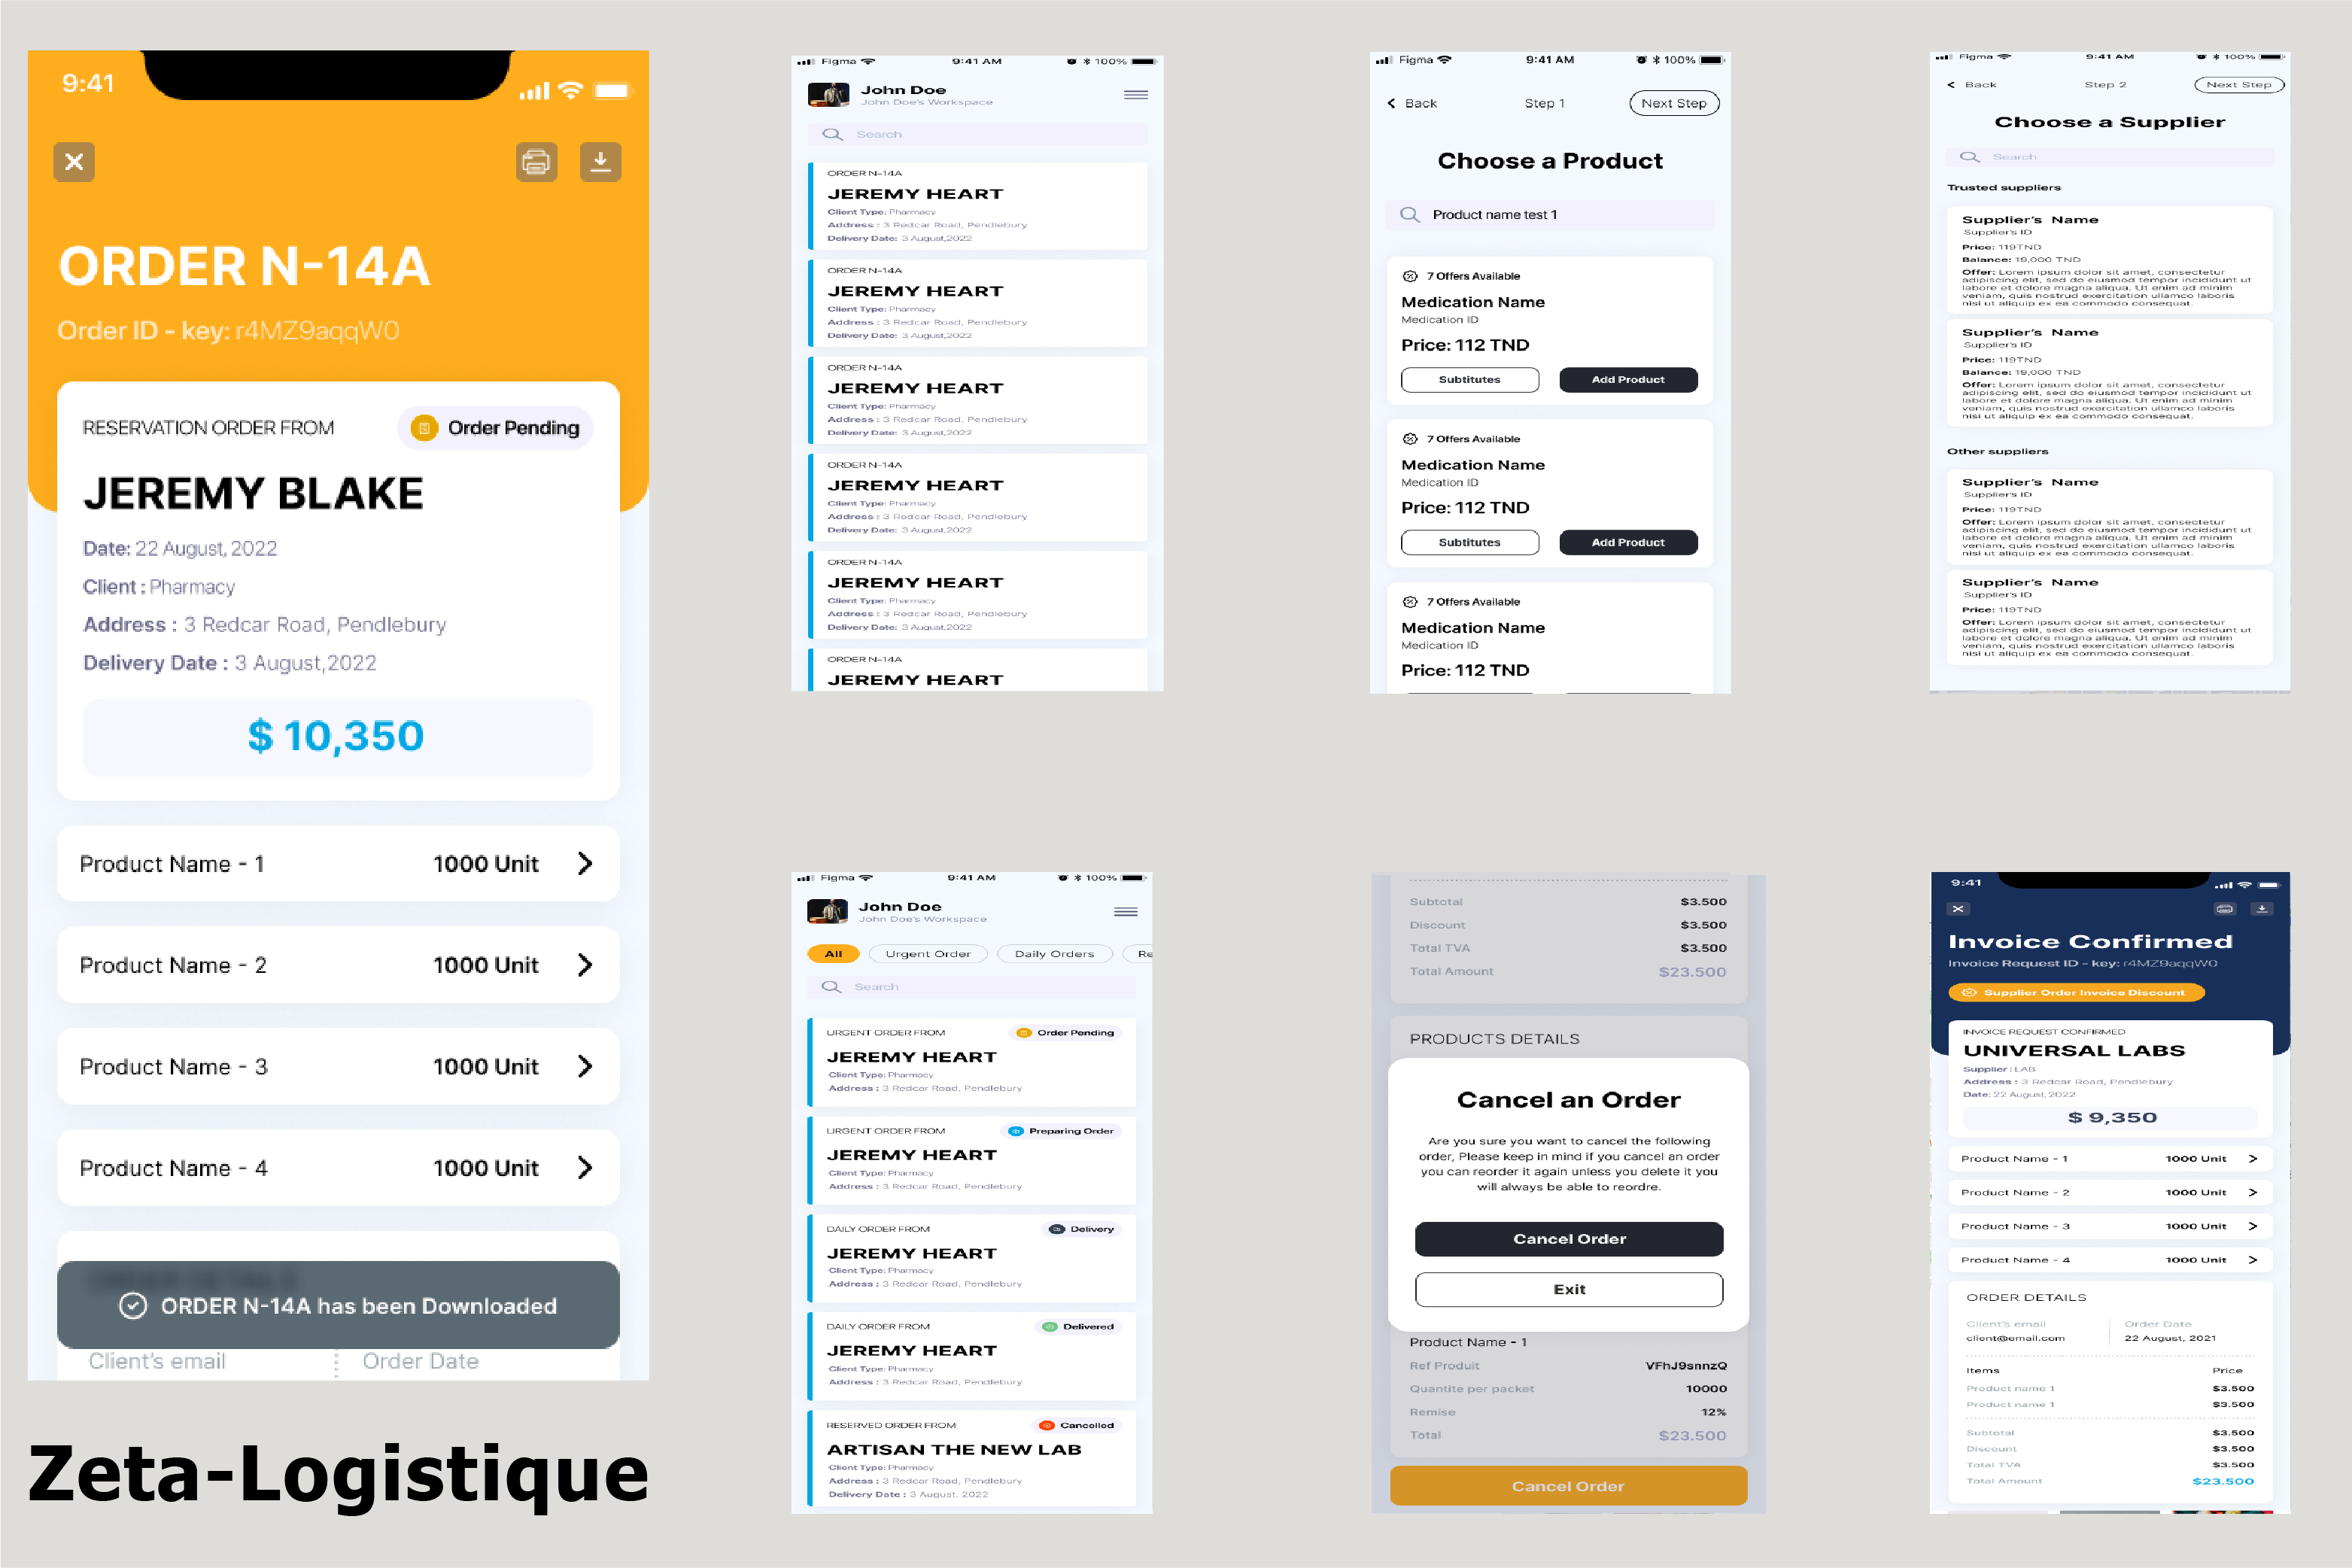 9:41
ORDER N-14A
Order ID - key: r4MZ9aqqW0
RESERVATION ORDER FROM
Order Pending
JEREMY BLAKE
Date: 22 August, 2022
Client : Pharmacy
Address : 3 Redcar Road, Pendlebury
Delivery Date : 3 August,2022
$ 10,350
Product Name - 1 1000 Unit
Product Name - 2 1000 Unit
Product Name - 3 1000 Unit
Product Name - 4 1000 Unit
ORDER N-14A has been Downloaded
Client's email Order Date
Zeta-Logistique
Figma 9:41 AM 100%
John Doe
John Doe's Workspace
Search
ORDER N-14A
JEREMY HEART
Client Type: Pharmacy
Address : 3 Redcar Road, Pendlebury
Delivery Date: 3 August,2022
ORDER N-14A
JEREMY HEART
Client Type: Pharmacy
Address : 3 Redcar Road, Pendlebury
Delivery Date: 3 August,2022
ORDER N-14A
JEREMY HEART
Client Type: Pharmacy
Address : 3 Redcar Road, Pendlebury
Delivery Date: 3 August,2022
ORDER N-14A
JEREMY HEART
Client Type: Pharmacy
Address : 3 Redcar Road, Pendlebury
Delivery Date: 3 August,2022
ORDER N-14A
JEREMY HEART
Client Type: Pharmacy
Address : 3 Redcar Road, Pendlebury
Delivery Date: 3 August,2022
ORDER N-14A
JEREMY HEART
Figma 9:41 AM 100%
Back Step 1 Next Step
Choose a Product
Product name test 1
7 Offers Available
Medication Name
Medication ID
Price: 112 TND
Subtitutes Add Product
7 Offers Available
Medication Name
Medication ID
Price: 112 TND
Subtitutes Add Product
7 Offers Available
Medication Name
Medication ID
Price: 112 TND
Figma 9:41 AM 100%
Back Step 2 Next Step
Choose a Supplier
Search
Trusted suppliers
Supplier's Name
Supplier's ID
Price: 119TND
Balance: 19,000 TND
Offer: Lorem ipsum dolor sit amet, consectetur
adipiscing elit, sed do eiusmod tempor incididunt ut
labore et dolore magna aliqua. Ut enim ad minim
veniam, quis nostrud exercitation ullamco laboris
nisi ut aliquip ex ea commodo consequat.
Supplier's Name
Supplier's ID
Price: 119TND
Balance: 19,000 TND
Offer: Lorem ipsum dolor sit amet, consectetur
adipiscing elit, sed do eiusmod tempor incididunt ut
labore et dolore magna aliqua. Ut enim ad minim
veniam, quis nostrud exercitation ullamco laboris
nisi ut aliquip ex ea commodo consequat.
Other suppliers
Supplier's Name
Supplier's ID
Price: 119TND
Offer: Lorem ipsum dolor sit amet, consectetur
adipiscing elit, sed do eiusmod tempor incididunt ut
labore et dolore magna aliqua. Ut enim ad minim
veniam, quis nostrud exercitation ullamco laboris
nisi ut aliquip ex ea commodo consequat.
Supplier's Name
Supplier's ID
Price: 119TND
Offer: Lorem ipsum dolor sit amet, consectetur
adipiscing elit, sed do eiusmod tempor incididunt ut
labore et dolore magna aliqua. Ut enim ad minim
veniam, quis nostrud exercitation ullamco laboris
nisi ut aliquip ex ea commodo consequat.
Figma 9:41 AM 100%
John Doe
John Doe's Workspace
All Urgent Order Daily Orders Re
Search
URGENT ORDER FROM Order Pending
JEREMY HEART
Client Type: Pharmacy
Address : 3 Redcar Road, Pendlebury
URGENT ORDER FROM Preparing Order
JEREMY HEART
Client Type: Pharmacy
Address : 3 Redcar Road, Pendlebury
DAILY ORDER FROM Delivery
JEREMY HEART
Client Type: Pharmacy
Address : 3 Redcar Road, Pendlebury
DAILY ORDER FROM Delivered
JEREMY HEART
Client Type: Pharmacy
Address : 3 Redcar Road, Pendlebury
RESERVED ORDER FROM Cancelled
ARTISAN THE NEW LAB
Client Type: Pharmacy
Address : 3 Redcar Road, Pendlebury
Delivery Date : 3 August, 2022
Subtotal $3.500
Discount $3.500
Total TVA $3.500
Total Amount $23.500
PRODUCTS DETAILS
Cancel an Order
Are you sure you want to cancel the following
order, Please keep in mind if you cancel an order
you can reorder it again unless you delete it you
will always be able to reordre.
Cancel Order
Exit
Product Name - 1
Ref Produit VFhJ9snnzQ
Quantite per packet 10000
Remise 12%
Total $23.500
Cancel Order
9:41
Invoice Confirmed
Invoice Request ID - key: r4MZ9aqqW0
Supplier Order Invoice Discount
INVOICE REQUEST CONFIRMED
UNIVERSAL LABS
Supplier : LAB
Address : 3 Redcar Road, Pendlebury
Date: 22 August, 2022
$ 9,350
Product Name - 1 1000 Unit
Product Name - 2 1000 Unit
Product Name - 3 1000 Unit
Product Name - 4 1000 Unit
ORDER DETAILS
Client's email Order Date
client@email.com 22 August, 2021
Items Price
Product name 1 $3.500
Product name 1 $3.500
Subtotal $3.500
Discount $3.500
Total TVA $3.500
Total Amount $23.500